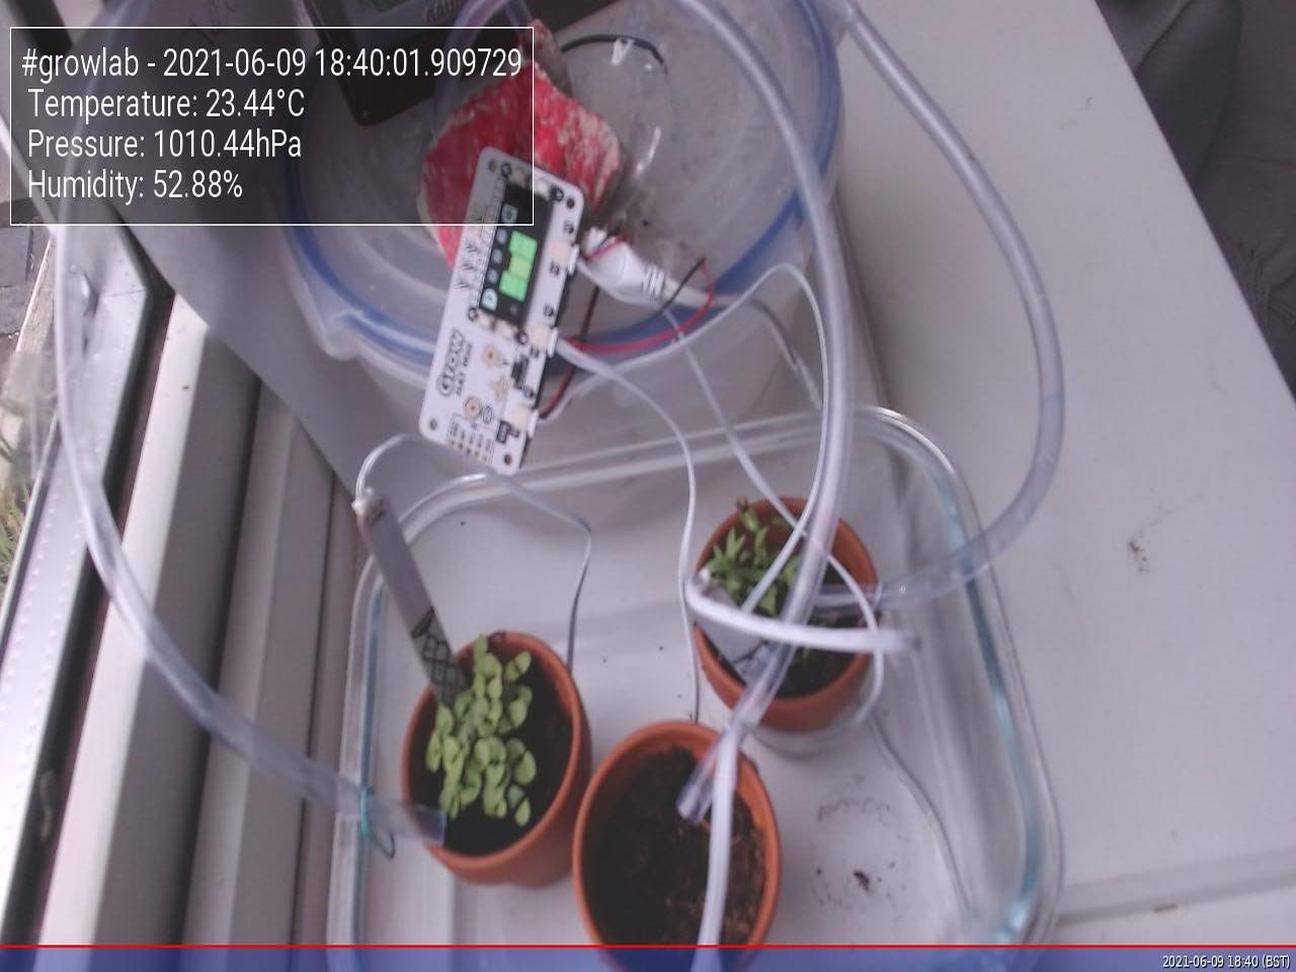 #growlab - 2021-06-09 18:40:01.909729
Temperature: 23.44°C
Pressure: 1010.44hPa
Humidity: 52.88%
Grow
2021-06-09 18:40 (BST)